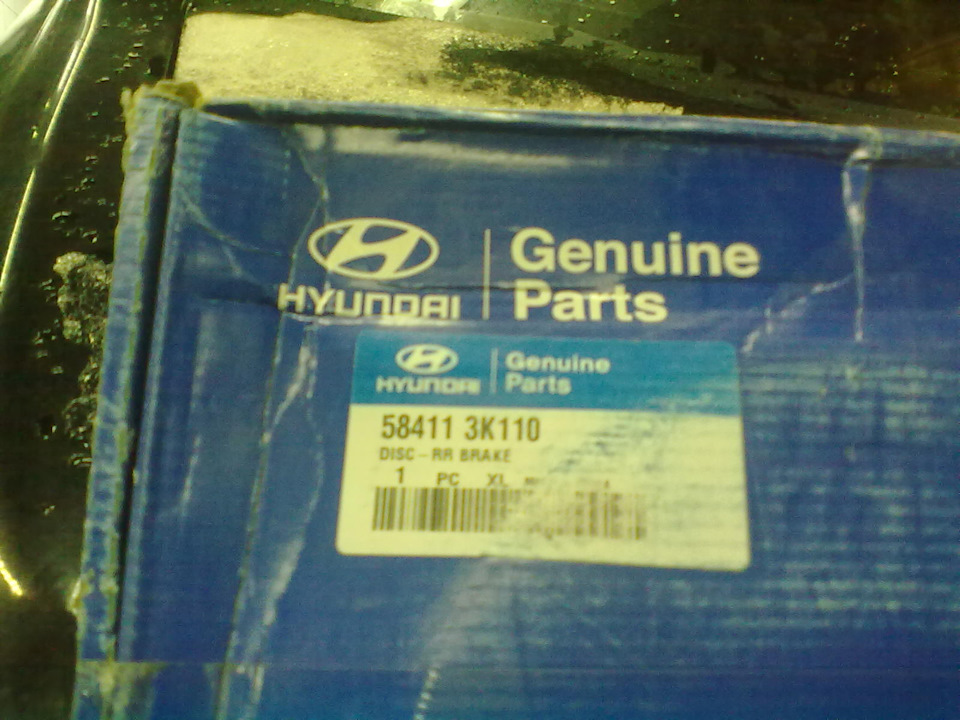 Genuine
HYUNDAI
Parts
Genuine
HYUNDAI
Parts
58411 3K110
DISC - RR BRAKE
1 PC XL